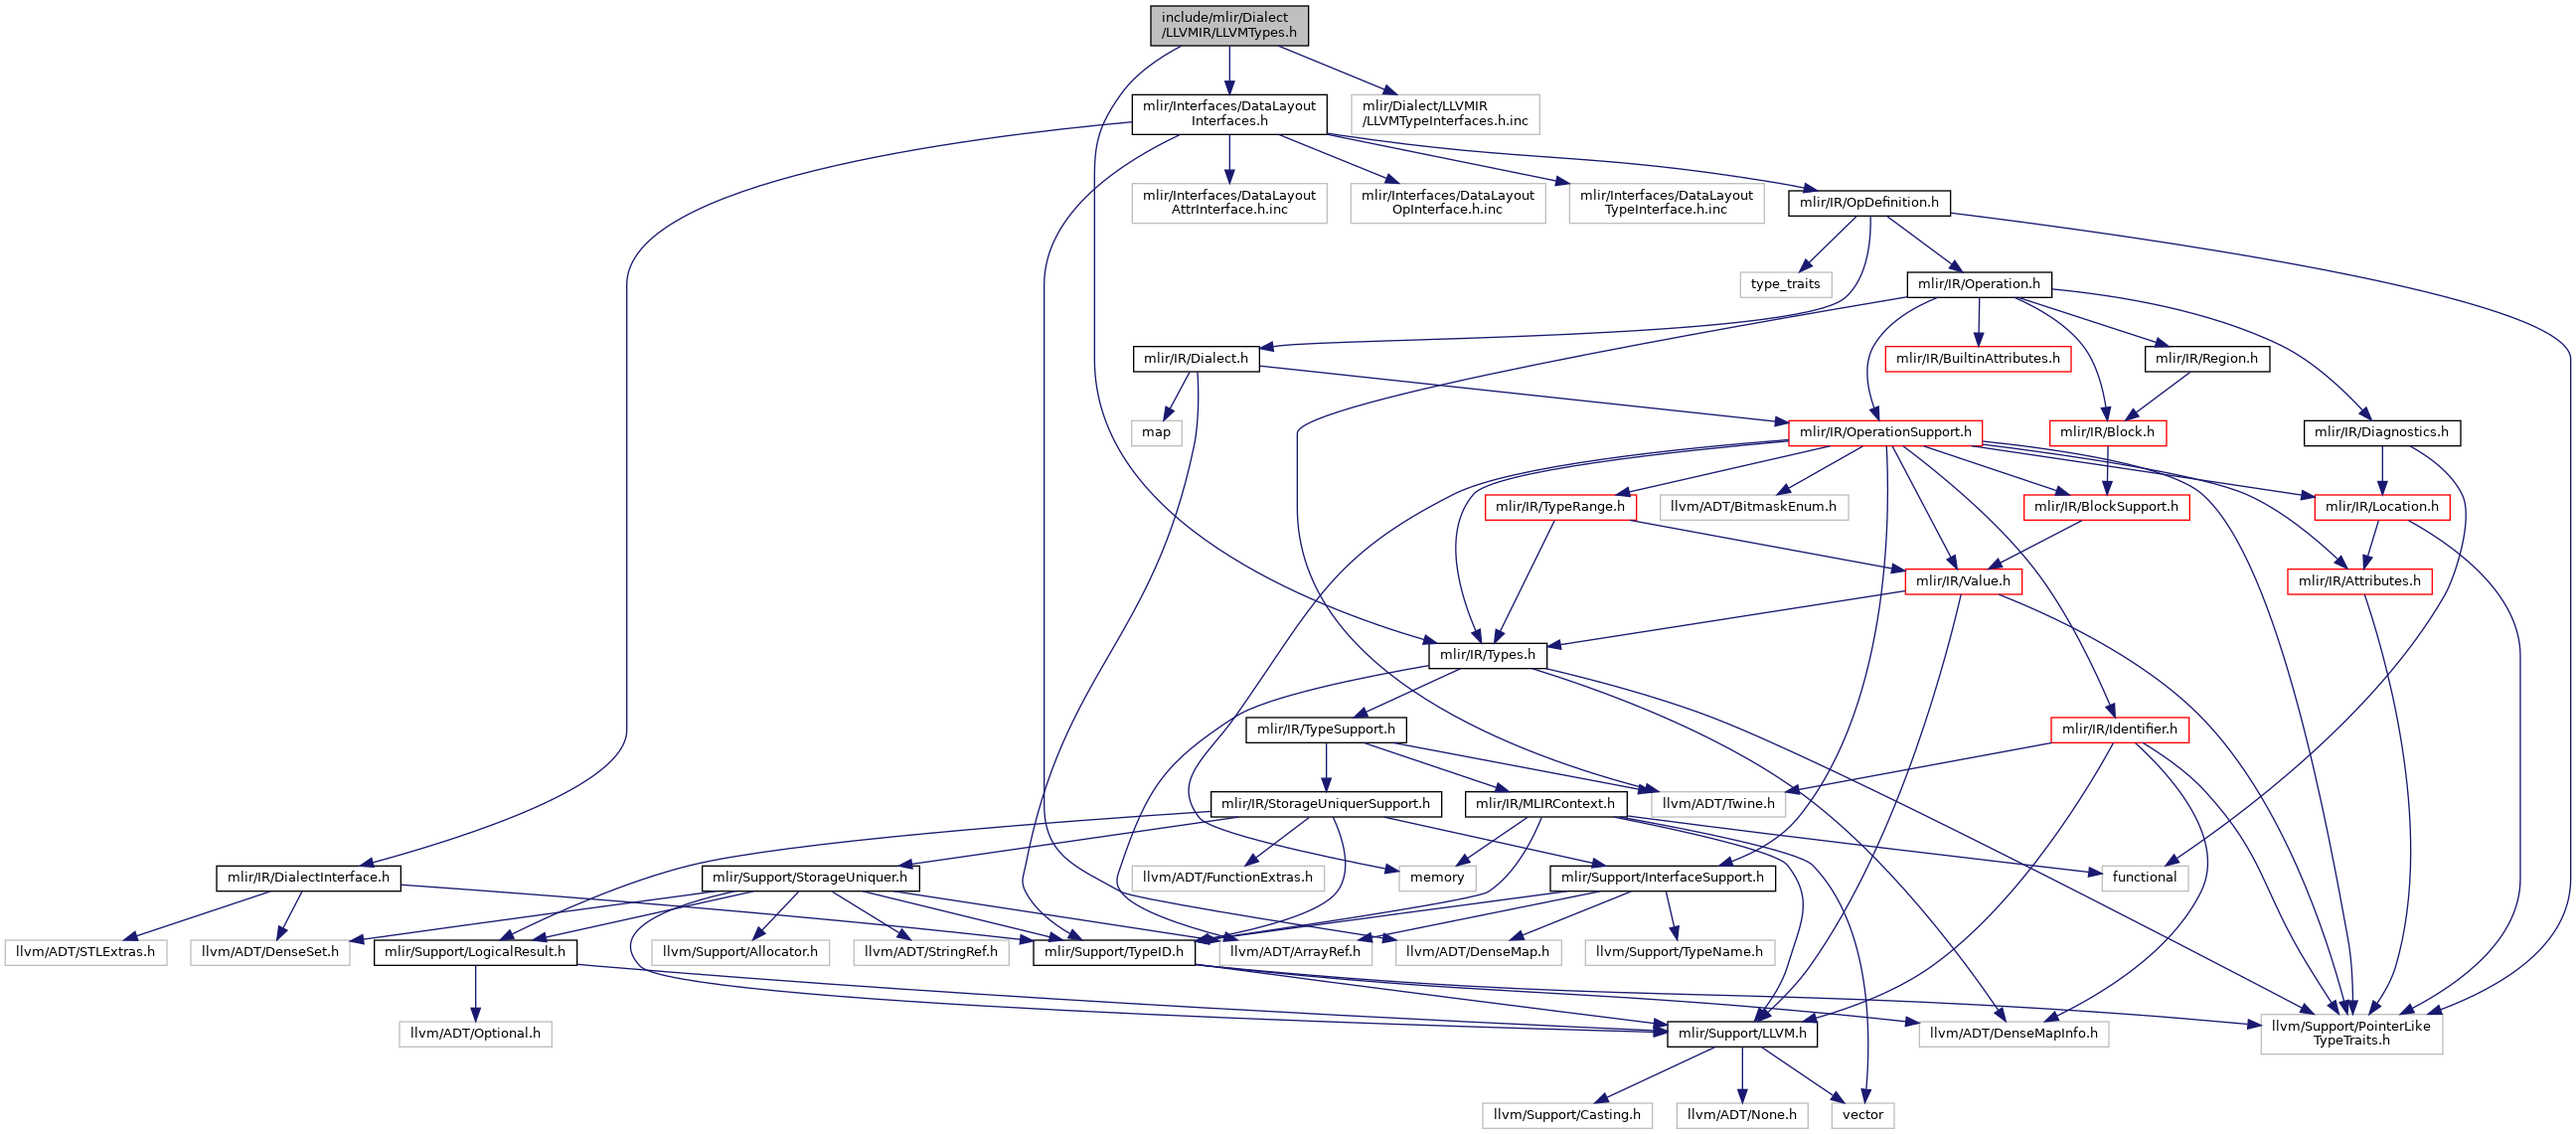 include/mlir/Dialect
/LLVMIR/LLVMTypes.h
mlir/Interfaces/DataLayout
Interfaces.h
mlir/Dialect/LLVMIR
/LLVMTypeInterfaces.h.inc
mlir/Interfaces/DataLayout
AttrInterface.h.inc
mlir/Interfaces/DataLayout
OpInterface.h.inc
mlir/Interfaces/DataLayout
TypeInterface.h.inc
mlir/IR/OpDefinition.h
type_traits
mlir/IR/Operation.h
mlir/IR/Dialect.h
mlir/IR/BuiltinAttributes.h
mlir/IR/Region.h
map
mlir/IR/OperationSupport.h
mlir/IR/Block.h
mlir/IR/Diagnostics.h
mlir/IR/TypeRange.h
llvm/ADT/BitmaskEnum.h
mlir/IR/BlockSupport.h
mlir/IR/Location.h
mlir/IR/Value.h
mlir/IR/Attributes.h
mlir/IR/Types.h
mlir/IR/TypeSupport.h
mlir/IR/Identifier.h
mlir/IR/StorageUniquerSupport.h
mlir/IR/MLIRContext.h
llvm/ADT/Twine.h
mlir/IR/DialectInterface.h
mlir/Support/StorageUniquer.h
llvm/ADT/FunctionExtras.h
memory
mlir/Support/InterfaceSupport.h
functional
llvm/ADT/STLExtras.h
llvm/ADT/DenseSet.h
mlir/Support/LogicalResult.h
llvm/Support/Allocator.h
llvm/ADT/StringRef.h
mlir/Support/TypeID.h
llvm/ADT/ArrayRef.h
llvm/ADT/DenseMap.h
llvm/Support/TypeName.h
llvm/ADT/Optional.h
mlir/Support/LLVM.h
llvm/ADT/DenseMapInfo.h
llvm/Support/PointerLike
TypeTraits.h
llvm/Support/Casting.h
llvm/ADT/None.h
vector